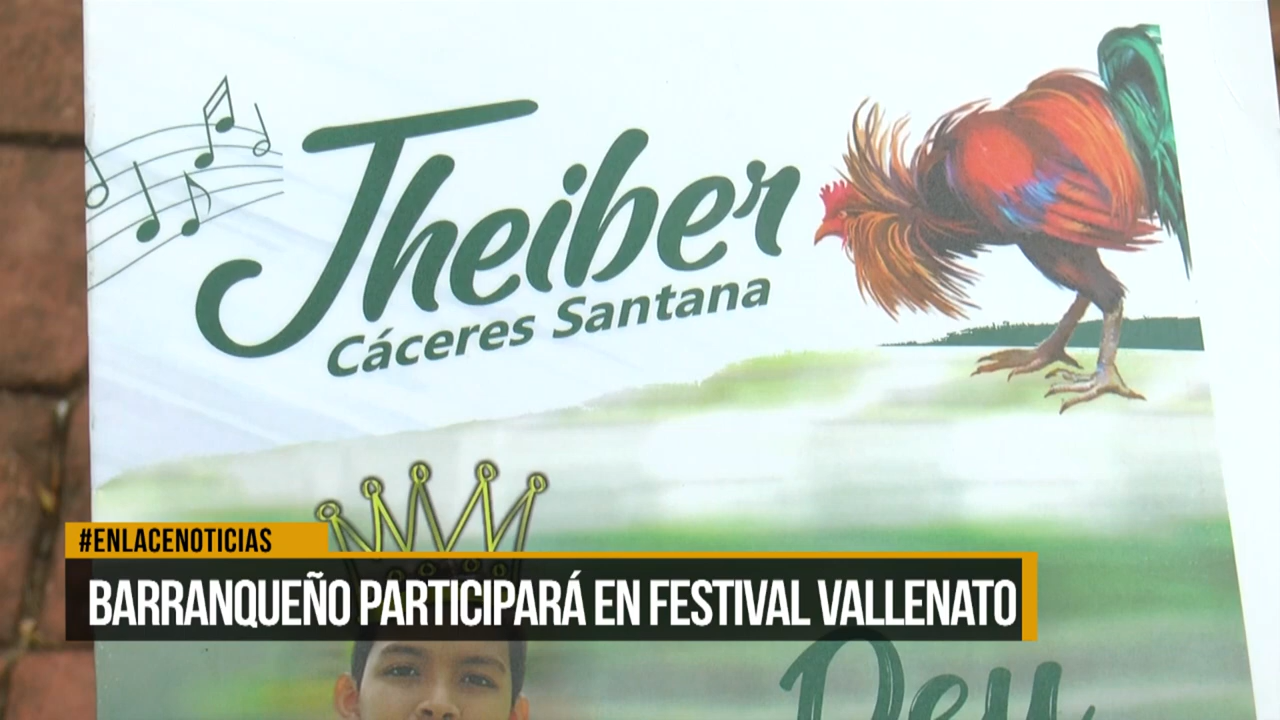 Jheiber
Cáceres Santana
#ENLACENOTICIAS
BARRANQUEÑO PARTICIPARÁ EN FESTIVAL VALLENATO